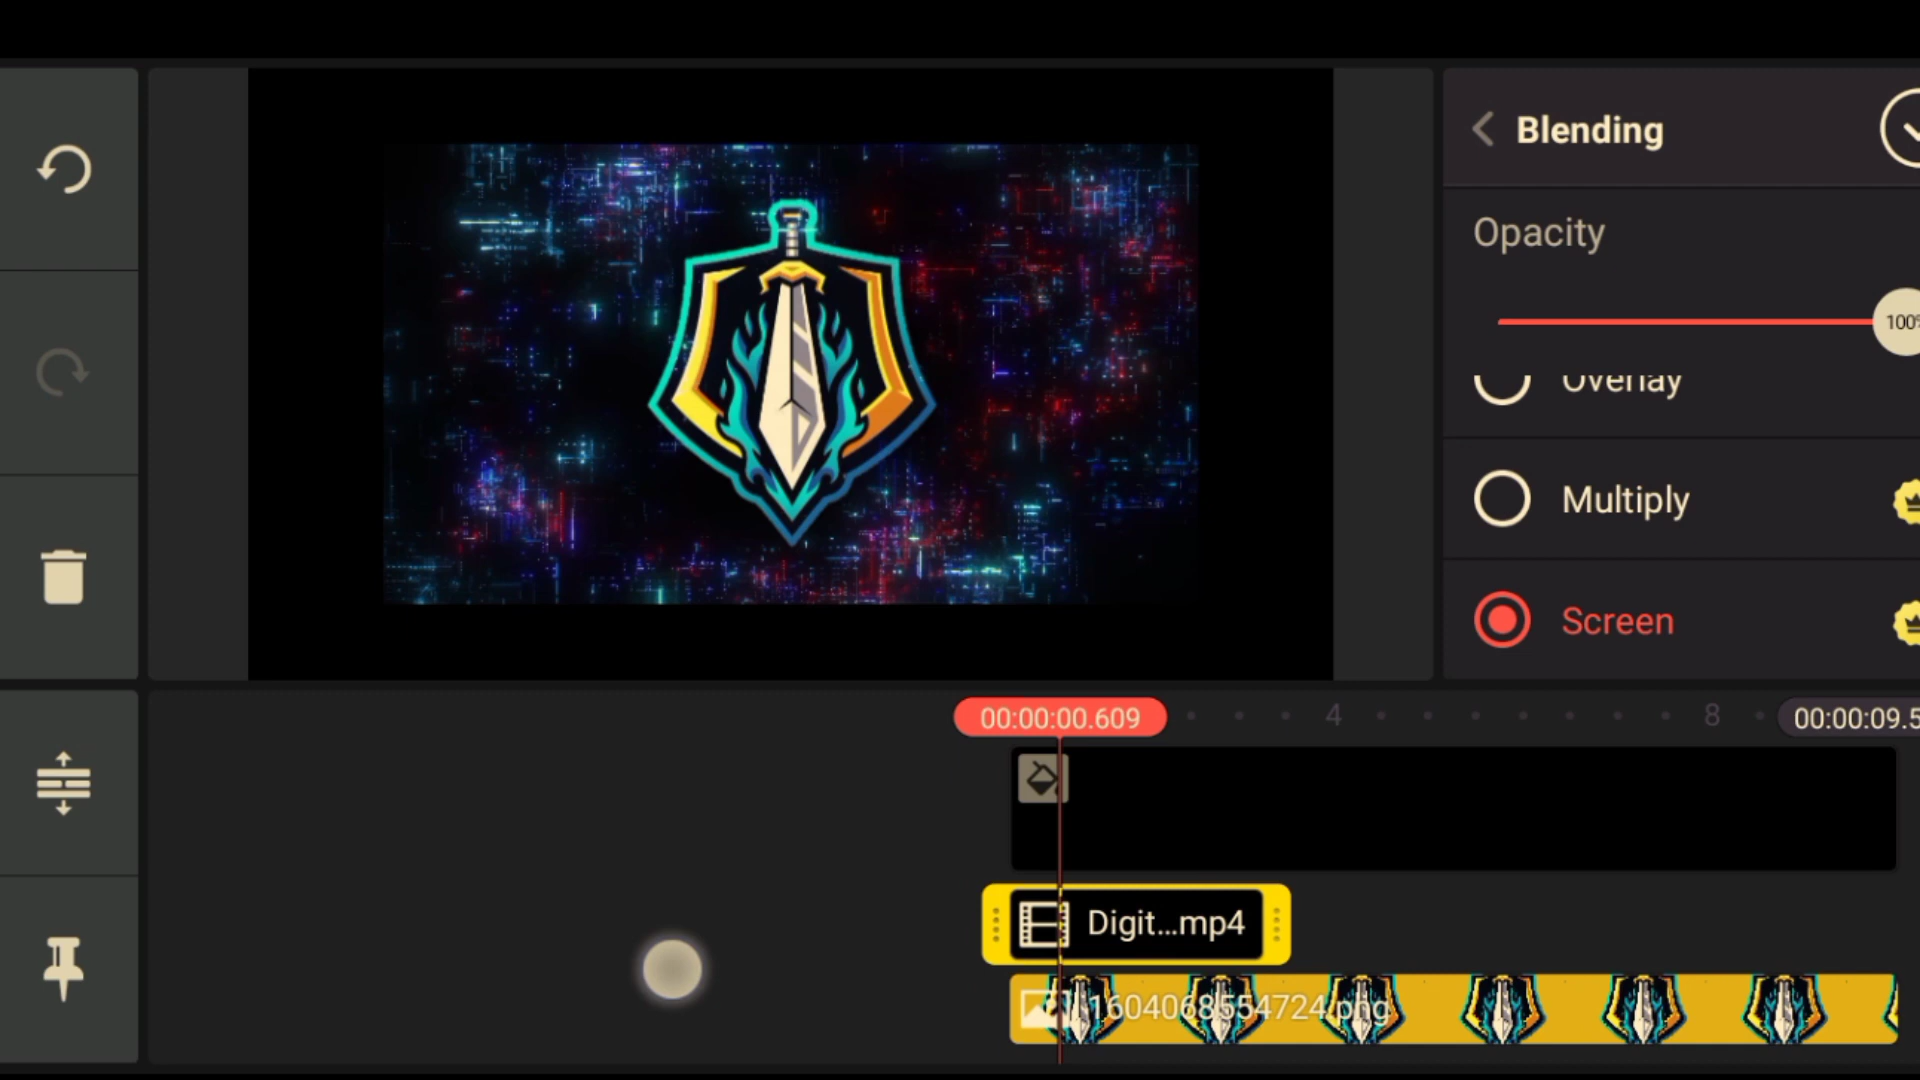 Blending
Opacity
100%
Overlay
Multiply
Screen
00:00:00.609
4
8
00:00:09.5
Digit...mp4
1604068554724.png